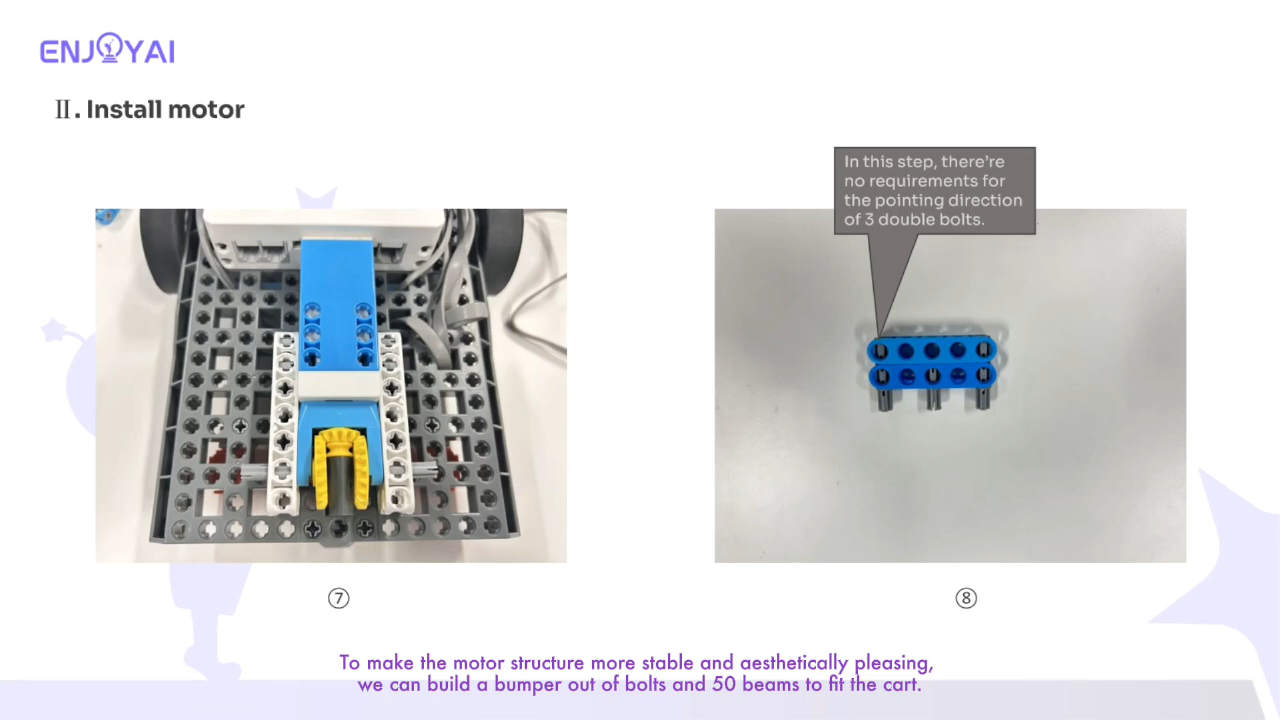 ENJOYAI
Ⅱ. Install motor
In this step, there're
no requirements for
the pointing direction
of 3 double bolts.
⑦
⑧
To make the motor structure more stable and aesthetically pleasing,
we can build a bumper out of bolts and 50 beams to fit the cart.